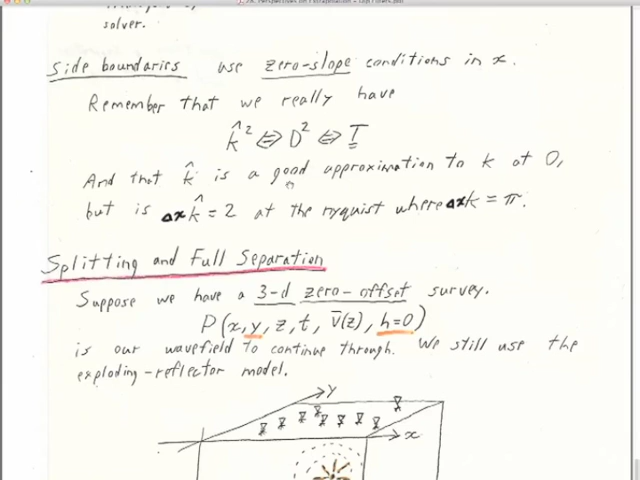 solver.
Side boundaries use zero-slope conditions in x.
Remember that we really have
k̂² ⇔ D² ⇔ T
And that k̂ is a good approximation to k at 0,
but is Δx k̂ = 2 at the nyquist where Δxk = π.
Splitting and Full Separation
Suppose we have a 3-d zero-offset survey.
P(x, y, z, t, v̄(z), h=0)
is our wavefield to continue through. We still use the
exploding-reflector model.
y
x